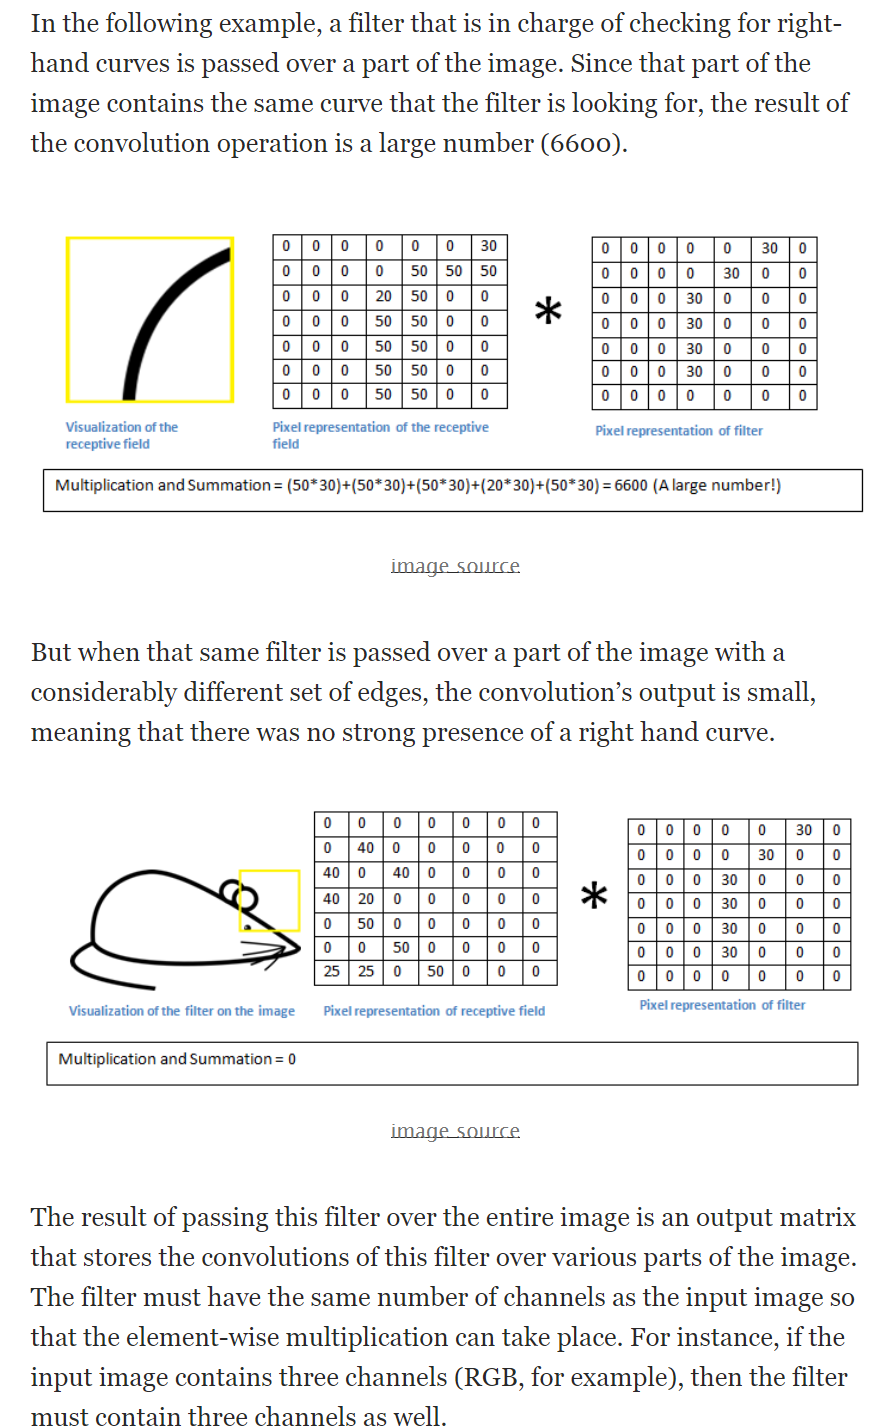 In the following example, a filter that is in charge of checking for right-
hand curves is passed over a part of the image. Since that part of the
image contains the same curve that the filter is looking for, the result of
the convolution operation is a large number (6600).
0 0 0 0 0 0 30
0 0 0 0 50 50 50
0 0 0 20 50 0 0
0 0 0 50 50 0 0
0 0 0 50 50 0 0
0 0 0 50 50 0 0
0 0 0 50 50 0 0
*
0 0 0 0 0 30 0
0 0 0 0 30 0 0
0 0 0 30 0 0 0
0 0 0 30 0 0 0
0 0 0 30 0 0 0
0 0 0 30 0 0 0
0 0 0 0 0 0 0
Visualization of the
receptive field
Pixel representation of the receptive
field
Pixel representation of filter
Multiplication and Summation = (50*30)+(50*30)+(50*30)+(20*30)+(50*30) = 6600 (A large number!)
image source
But when that same filter is passed over a part of the image with a
considerably different set of edges, the convolution’s output is small,
meaning that there was no strong presence of a right hand curve.
0 0 0 0 0 0 0
0 40 0 0 0 0 0
40 0 40 0 0 0 0
40 20 0 0 0 0 0
0 50 0 0 0 0 0
0 0 50 0 0 0 0
25 25 0 50 0 0 0
*
0 0 0 0 0 30 0
0 0 0 0 30 0 0
0 0 0 30 0 0 0
0 0 0 30 0 0 0
0 0 0 30 0 0 0
0 0 0 30 0 0 0
0 0 0 0 0 0 0
Visualization of the filter on the image
Pixel representation of receptive field
Pixel representation of filter
Multiplication and Summation = 0
image source
The result of passing this filter over the entire image is an output matrix
that stores the convolutions of this filter over various parts of the image.
The filter must have the same number of channels as the input image so
that the element-wise multiplication can take place. For instance, if the
input image contains three channels (RGB, for example), then the filter
must contain three channels as well.